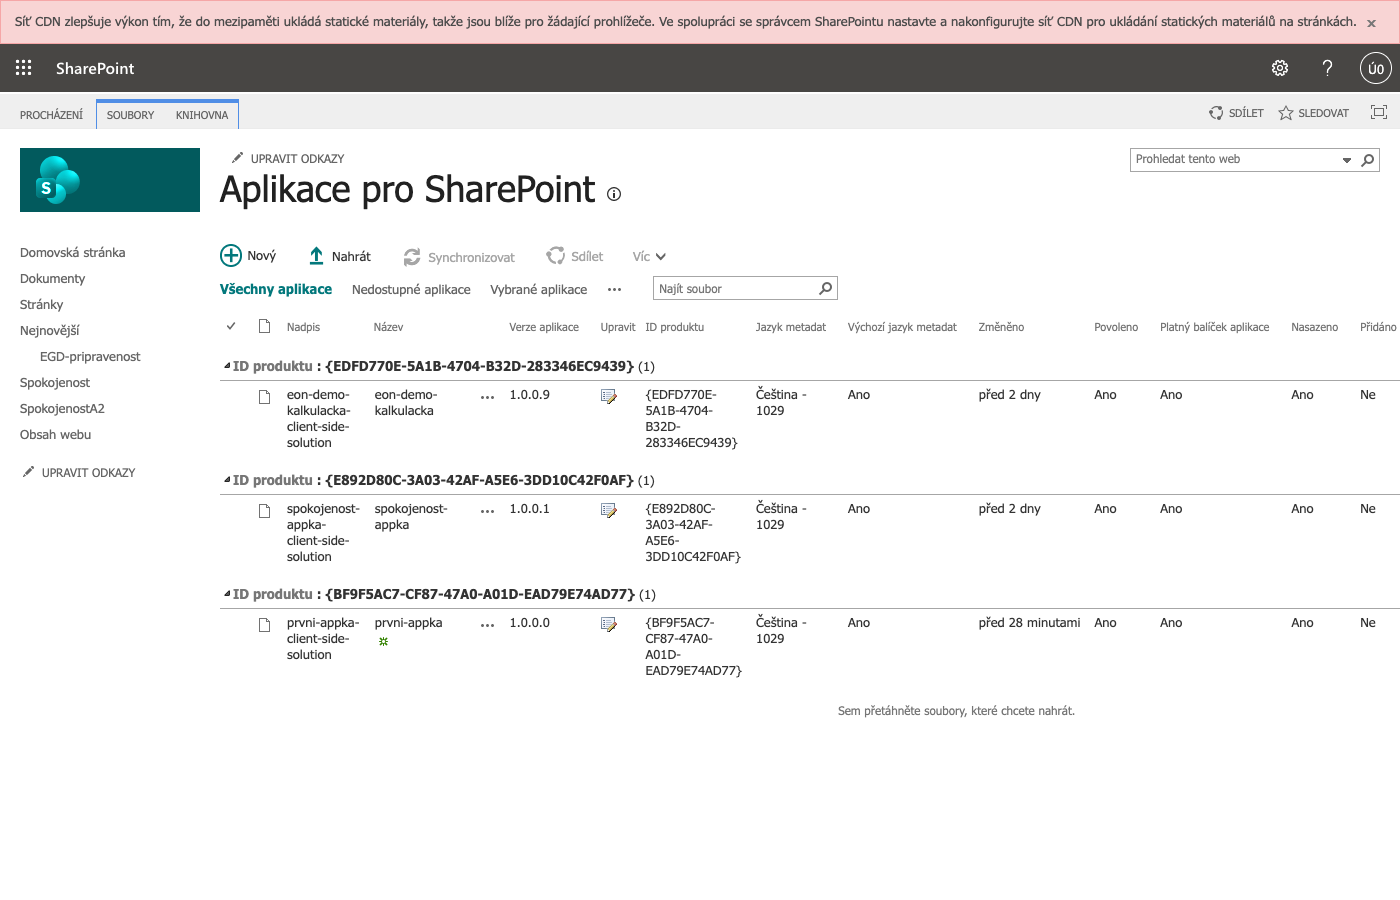 Síť CDN zlepšuje výkon tím, že do mezipaměti ukládá statické materiály, takže jsou blíže pro žádající prohlížeče. Ve spolupráci se správcem SharePointu nastavte a nakonfigurujte síť CDN pro ukládání statických materiálů na stránkách. ×
SharePoint ? Ú0
PROCHÁZENÍ SOUBORY KNIHOVNA SDÍLET SLEDOVAT
S
UPRAVIT ODKAZY
Prohledat tento web
Aplikace pro SharePoint
Domovská stránka
Dokumenty
Stránky
Nejnovější
EGD-pripravenost
Spokojenost
SpokojenostA2
Obsah webu
UPRAVIT ODKAZY
Nový Nahrát Synchronizovat Sdílet Víc
Všechny aplikace Nedostupné aplikace Vybrané aplikace ••• Najít soubor
Nadpis Název Verze aplikace Upravit ID produktu Jazyk metadat Výchozí jazyk metadat Změněno Povoleno Platný balíček aplikace Nasazeno Přidáno
ID produktu : {EDFD770E-5A1B-4704-B32D-283346EC9439} (1)
eon-demo- eon-demo- ••• 1.0.0.9 {EDFD770E- Čeština - Ano před 2 dny Ano Ano Ano Ne
kalkulacka- kalkulacka 5A1B-4704- 1029
client-side- B32D-
solution 283346EC9439}
ID produktu : {E892D80C-3A03-42AF-A5E6-3DD10C42F0AF} (1)
spokojenost- spokojenost- ••• 1.0.0.1 {E892D80C- Čeština - Ano před 2 dny Ano Ano Ano Ne
appka- appka 3A03-42AF- 1029
client-side- A5E6-
solution 3DD10C42F0AF}
ID produktu : {BF9F5AC7-CF87-47A0-A01D-EAD79E74AD77} (1)
prvni-appka- prvni-appka ••• 1.0.0.0 {BF9F5AC7- Čeština - Ano před 28 minutami Ano Ano Ano Ne
client-side- CF87-47A0- 1029
solution A01D-
EAD79E74AD77}
Sem přetáhněte soubory, které chcete nahrát.